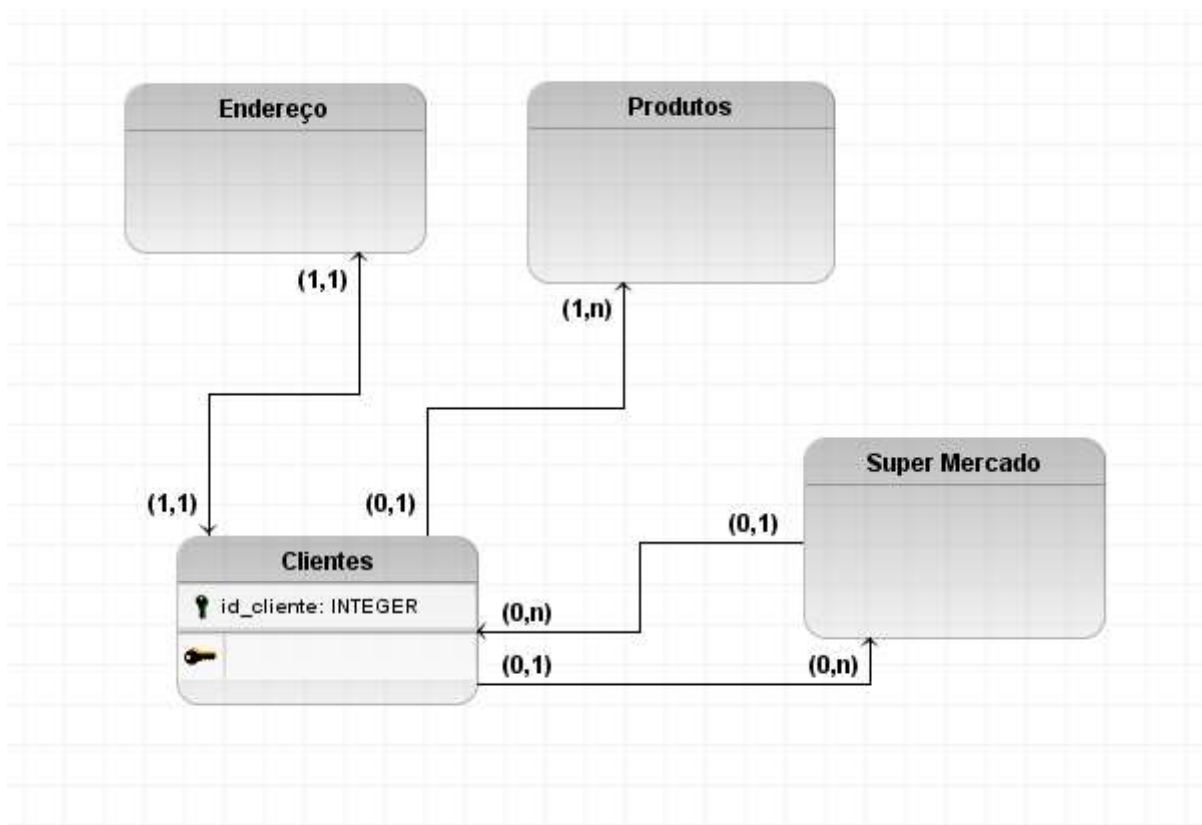 Endereço
Produtos
(1,1)
(1,n)
Super Mercado
(1,1)
(0,1)
(0,1)
Clientes
id_cliente: INTEGER
(0,n)
(0,1)
(0,n)